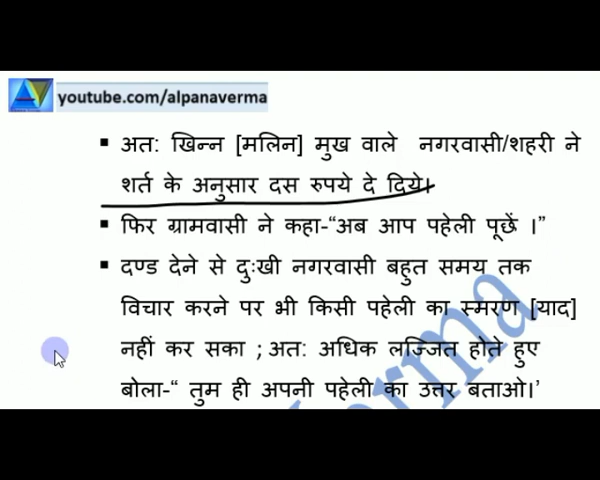 youtube.com/alpanaverma
▪ अत: खिन्न [मलिन] मुख वाले नगरवासी/शहरी ने
शर्त के अनुसार दस रुपये दे दिये।
▪ फिर ग्रामवासी ने कहा-“अब आप पहेली पूछें ।”
▪ दण्ड देने से दुःखी नगरवासी बहुत समय तक
विचार करने पर भी किसी पहेली का स्मरण [याद]
नहीं कर सका ; अत: अधिक लज्जित होते हुए
बोला-“ तुम ही अपनी पहेली का उत्तर बताओ।’